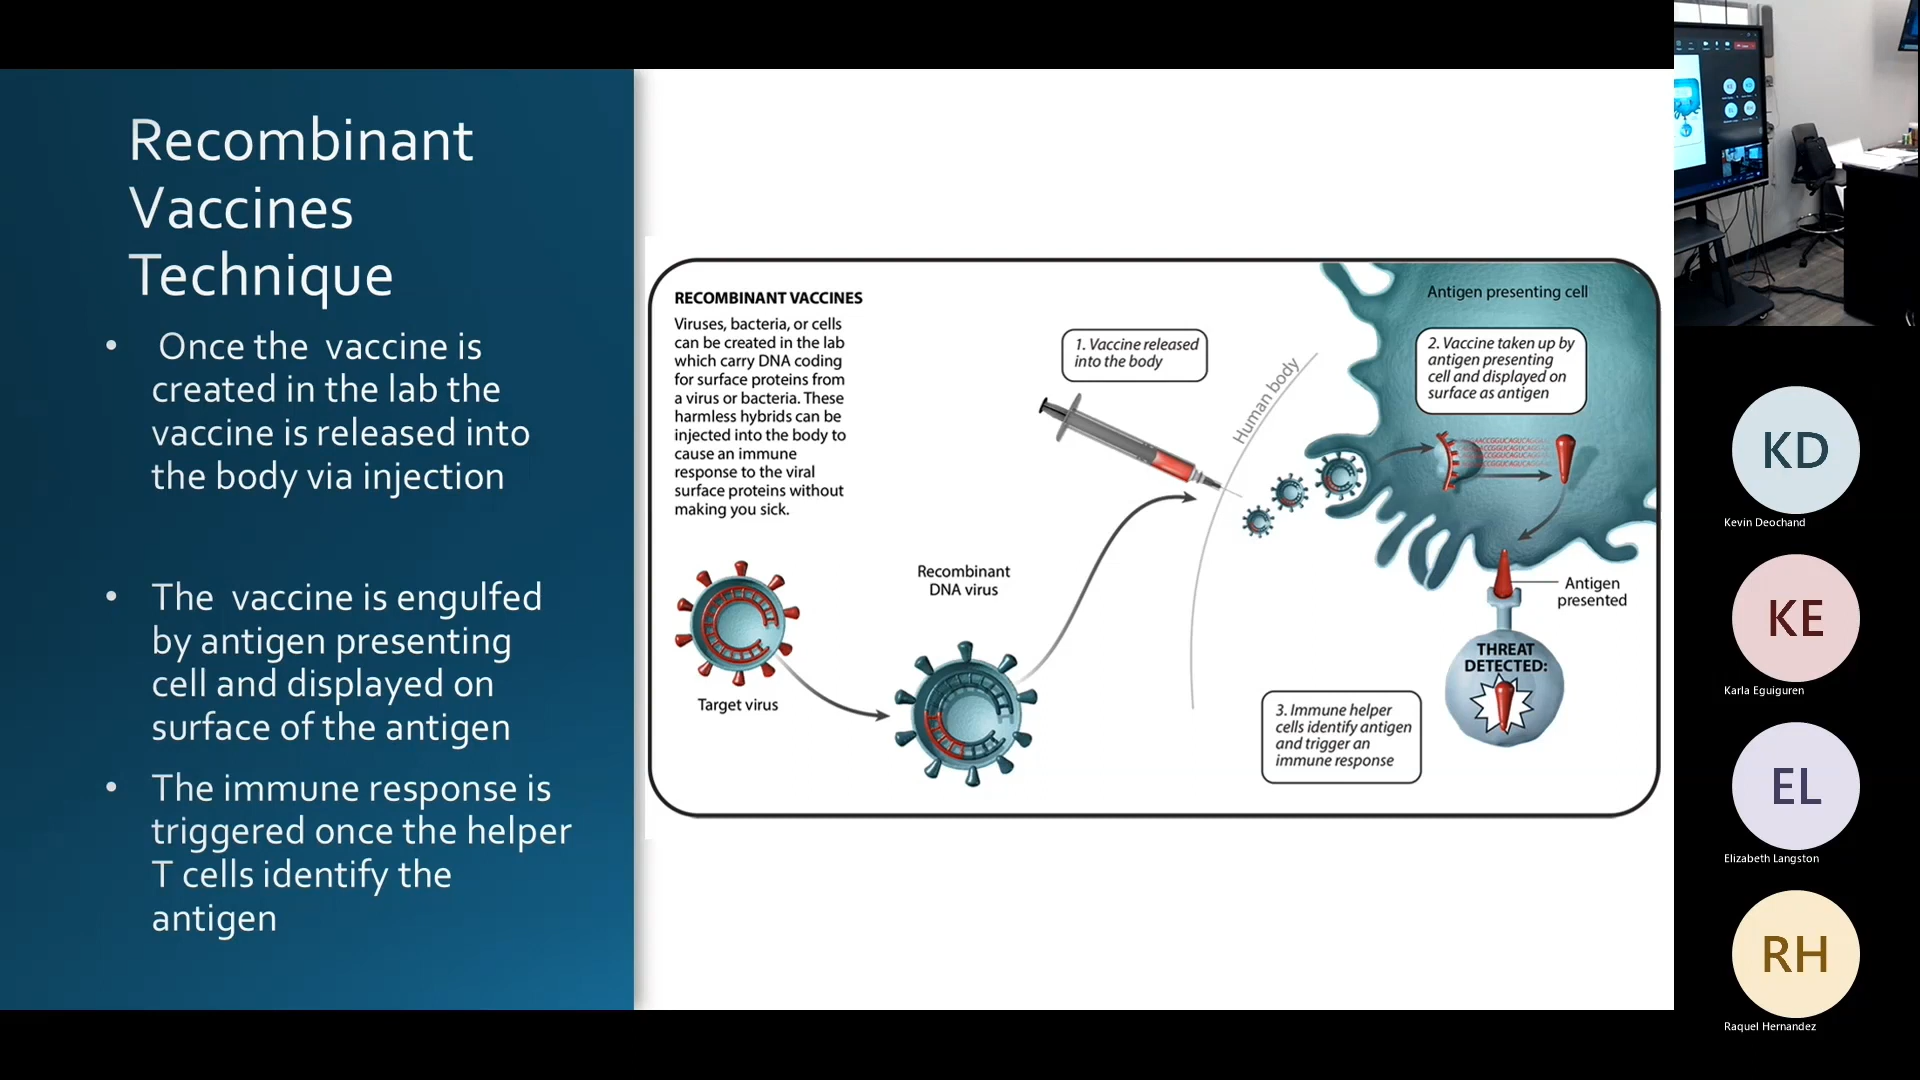 Recombinant
Vaccines
Technique
• Once the vaccine is
created in the lab the
vaccine is released into
the body via injection
• The vaccine is engulfed
by antigen presenting
cell and displayed on
surface of the antigen
• The immune response is
triggered once the helper
T cells identify the
antigen
RECOMBINANT VACCINES
Viruses, bacteria, or cells
can be created in the lab
which carry DNA coding
for surface proteins from
a virus or bacteria. These
harmless hybrids can be
injected into the body to
cause an immune
response to the viral
surface proteins without
making you sick.
Target virus
Recombinant
DNA virus
1. Vaccine released
into the body
Human body
Antigen presenting cell
2. Vaccine taken up by
antigen presenting
cell and displayed on
surface as antigen
Antigen
presented
THREAT
DETECTED:
3. Immune helper
cells identify antigen
and trigger an
immune response
KD
Kevin Deochand
KE
Karla Eguiguren
EL
Elizabeth Langston
RH
Raquel Hernandez